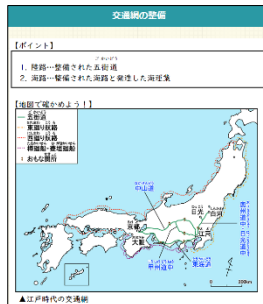 交通網の整備
【ポイント】
1. 陸路…整備された五街道
2. 海路…整備された海路と発達した海運業
【地図で確かめよう！】
五街道
東廻り航路
西廻り航路
おもな関所
中山道
日光
白河
奥州道中
日光道中
京都
江戸
大阪
東海道
甲州道中
0
200km
▲江戸時代の交通網